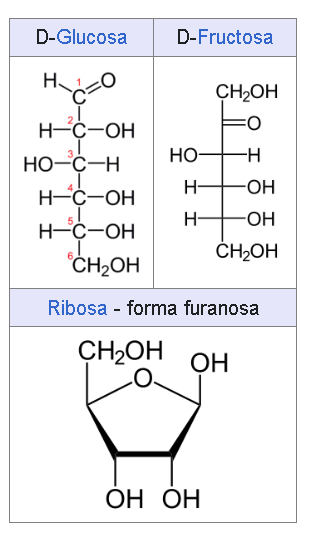 D-Glucosa
D-Fructosa
H O
1
C
2
H-C-OH
3
HO-C-H
4
H-C-OH
5
H-C-OH
6
CH₂OH
CH₂OH
O
HO H
H OH
H OH
CH₂OH
Ribosa - forma furanosa
CH₂OH OH
O
OH OH